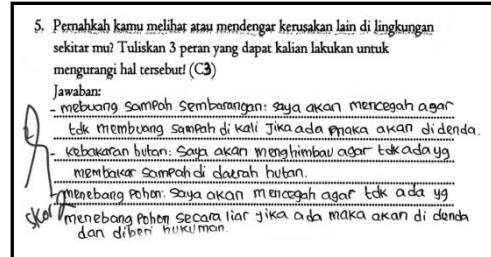 5. Pernahkah kamu melihat atau mendengar kerusakan lain di lingkungan
sekitar mu? Tuliskan 3 peran yang dapat kalian lakukan untuk
mengurangi hal tersebut! (C3)
Jawaban:
- mebuang sampah sembarangan: saya akan mencegah agar
tdk membuang sampah di kali Jika ada maka akan didenda.
- kebakaran hutan: saya akan menghimbau agar tdk ada yg
membakar sampah di daerah hutan.
- menebang pohon: saya akan mencegah agar tdk ada yg
skor menebang pohon secara liar jika ada maka akan di denda
dan diberi hukuman.